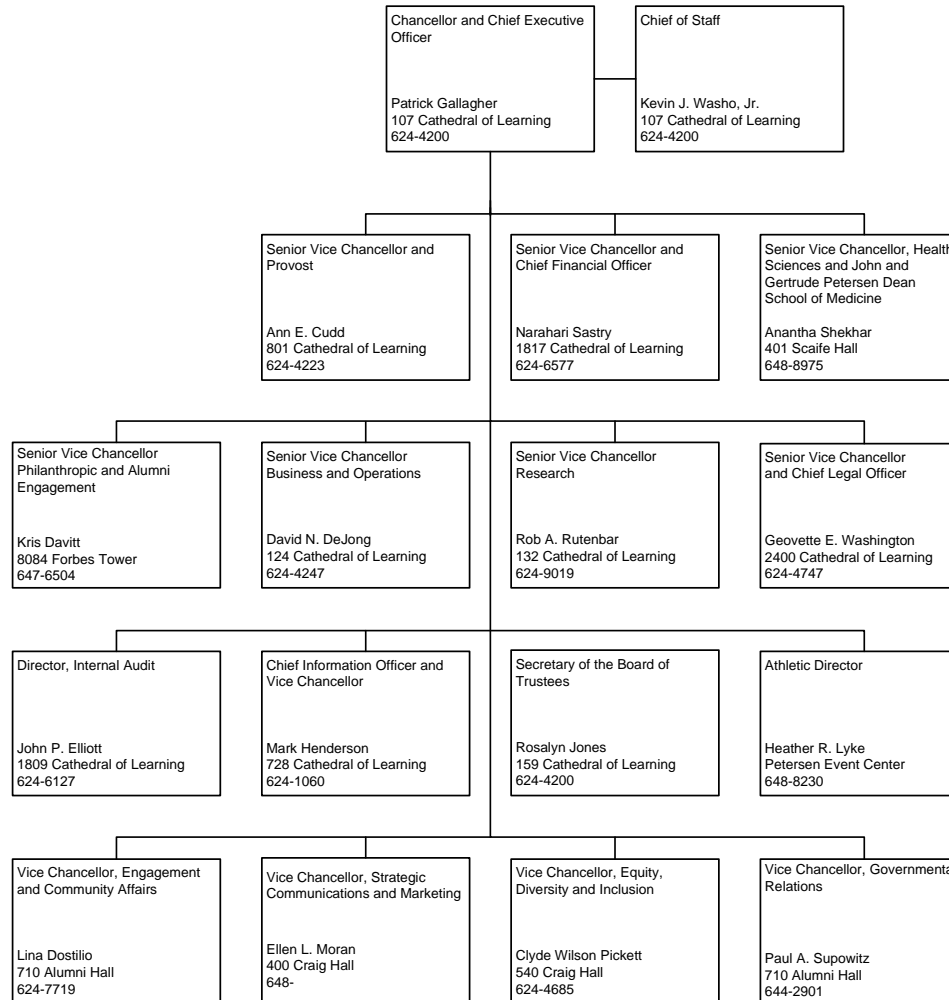 Chancellor and Chief Executive
Officer
Patrick Gallagher
107 Cathedral of Learning
624-4200
Chief of Staff
Kevin J. Washo, Jr.
107 Cathedral of Learning
624-4200
Senior Vice Chancellor and
Provost
Ann E. Cudd
801 Cathedral of Learning
624-4223
Senior Vice Chancellor and
Chief Financial Officer
Narahari Sastry
1817 Cathedral of Learning
624-6577
Senior Vice Chancellor, Health
Sciences and John and
Gertrude Petersen Dean
School of Medicine
Anantha Shekhar
401 Scaife Hall
648-8975
Senior Vice Chancellor
Philanthropic and Alumni
Engagement
Kris Davitt
8084 Forbes Tower
647-6504
Senior Vice Chancellor
Business and Operations
David N. DeJong
124 Cathedral of Learning
624-4247
Senior Vice Chancellor
Research
Rob A. Rutenbar
132 Cathedral of Learning
624-9019
Senior Vice Chancellor
and Chief Legal Officer
Geovette E. Washington
2400 Cathedral of Learning
624-4747
Director, Internal Audit
John P. Elliott
1809 Cathedral of Learning
624-6127
Chief Information Officer and
Vice Chancellor
Mark Henderson
728 Cathedral of Learning
624-1060
Secretary of the Board of
Trustees
Rosalyn Jones
159 Cathedral of Learning
624-4200
Athletic Director
Heather R. Lyke
Petersen Event Center
648-8230
Vice Chancellor, Engagement
and Community Affairs
Lina Dostilio
710 Alumni Hall
624-7719
Vice Chancellor, Strategic
Communications and Marketing
Ellen L. Moran
400 Craig Hall
648-
Vice Chancellor, Equity,
Diversity and Inclusion
Clyde Wilson Pickett
540 Craig Hall
624-4685
Vice Chancellor, Governmenta
Relations
Paul A. Supowitz
710 Alumni Hall
644-2901